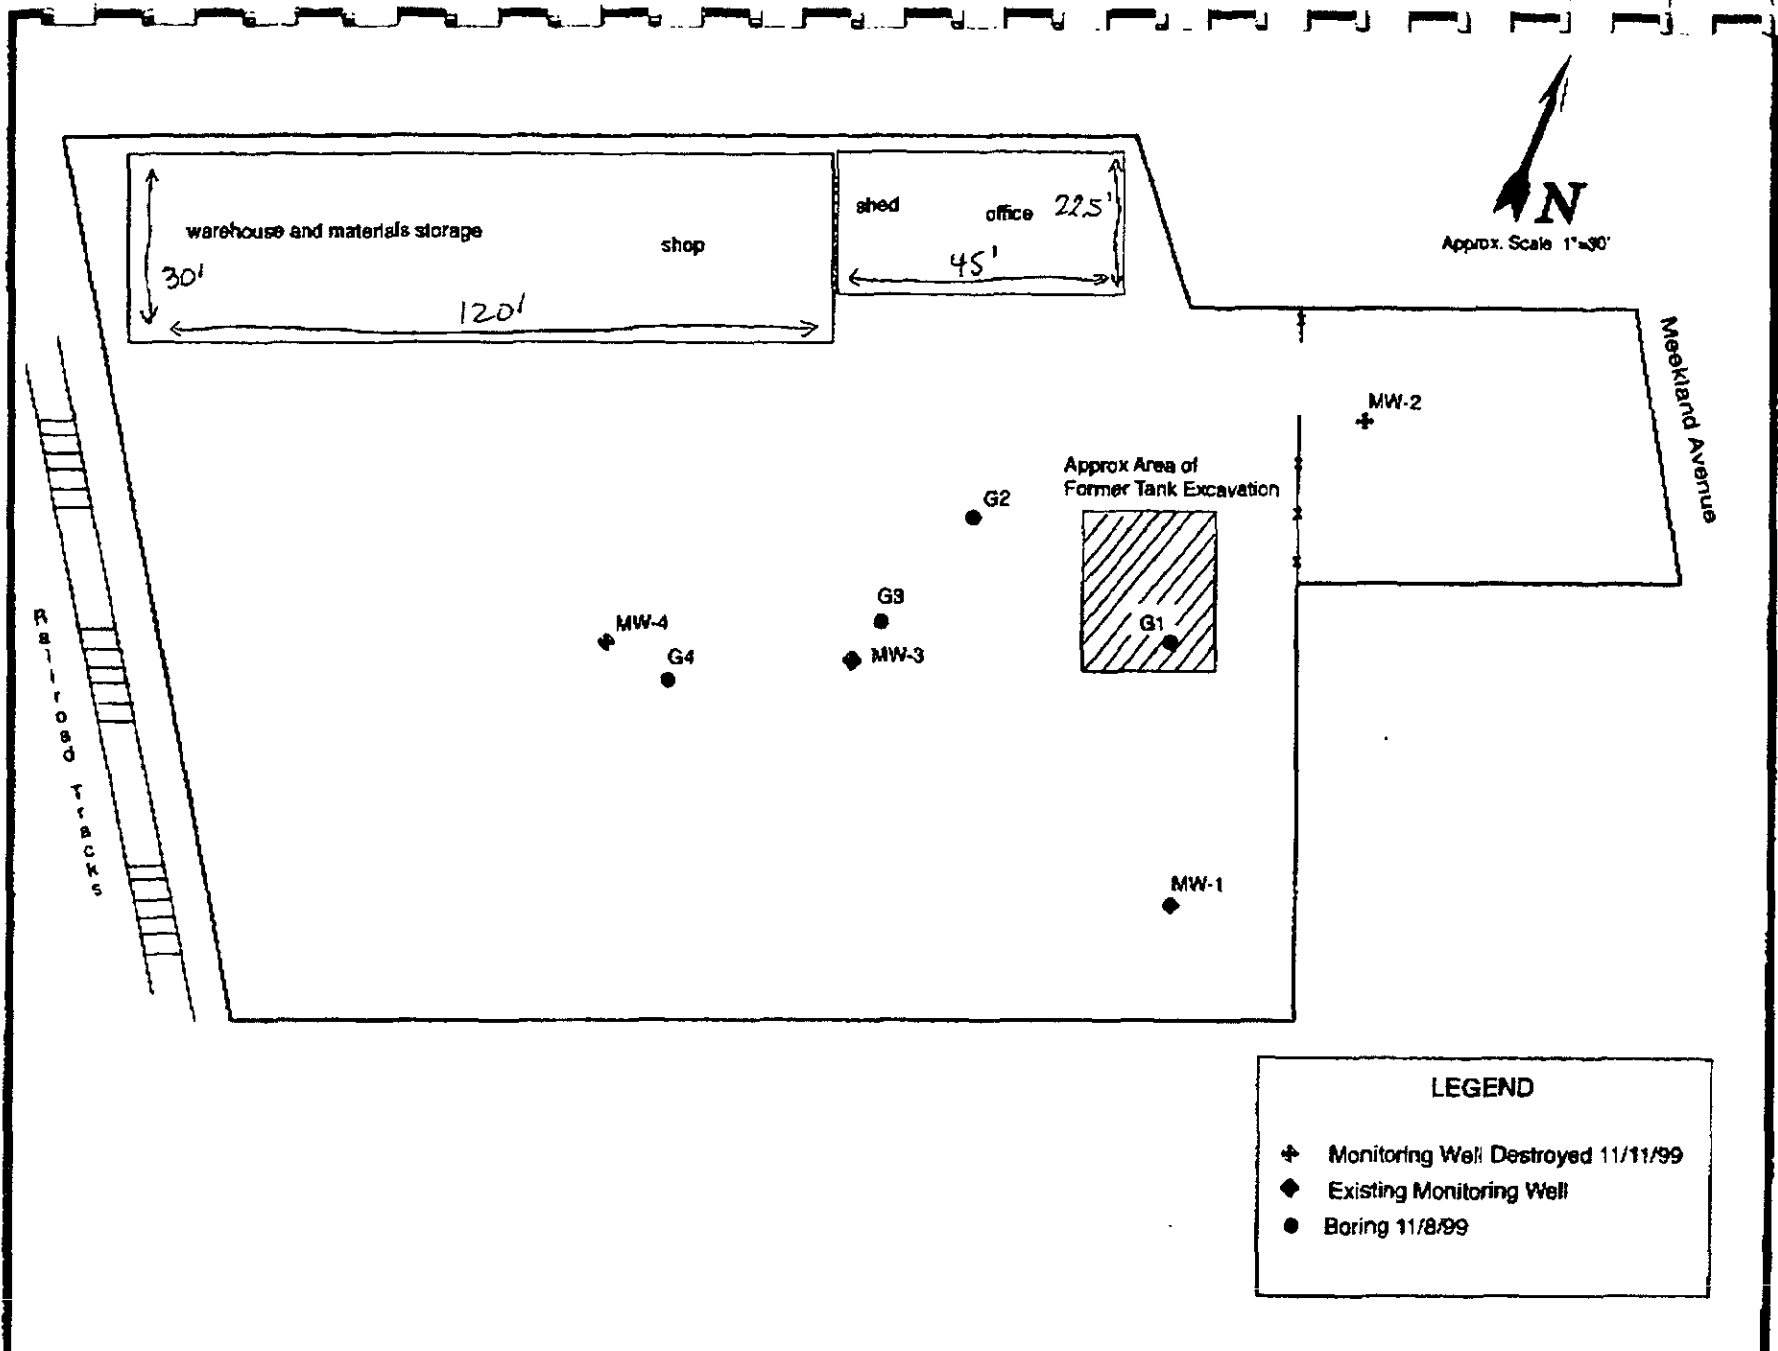 N
Approx. Scale 1"=30'
warehouse and materials storage
shop
shed
office
22.5'
45'
30'
120'
Meekland Avenue
MW-2
Approx Area of
Former Tank Excavation
G2
G3
G1
MW-4
G4
MW-3
Railroad Tracks
MW-1
LEGEND
Monitoring Well Destroyed 11/11/99
Existing Monitoring Well
Boring 11/8/99